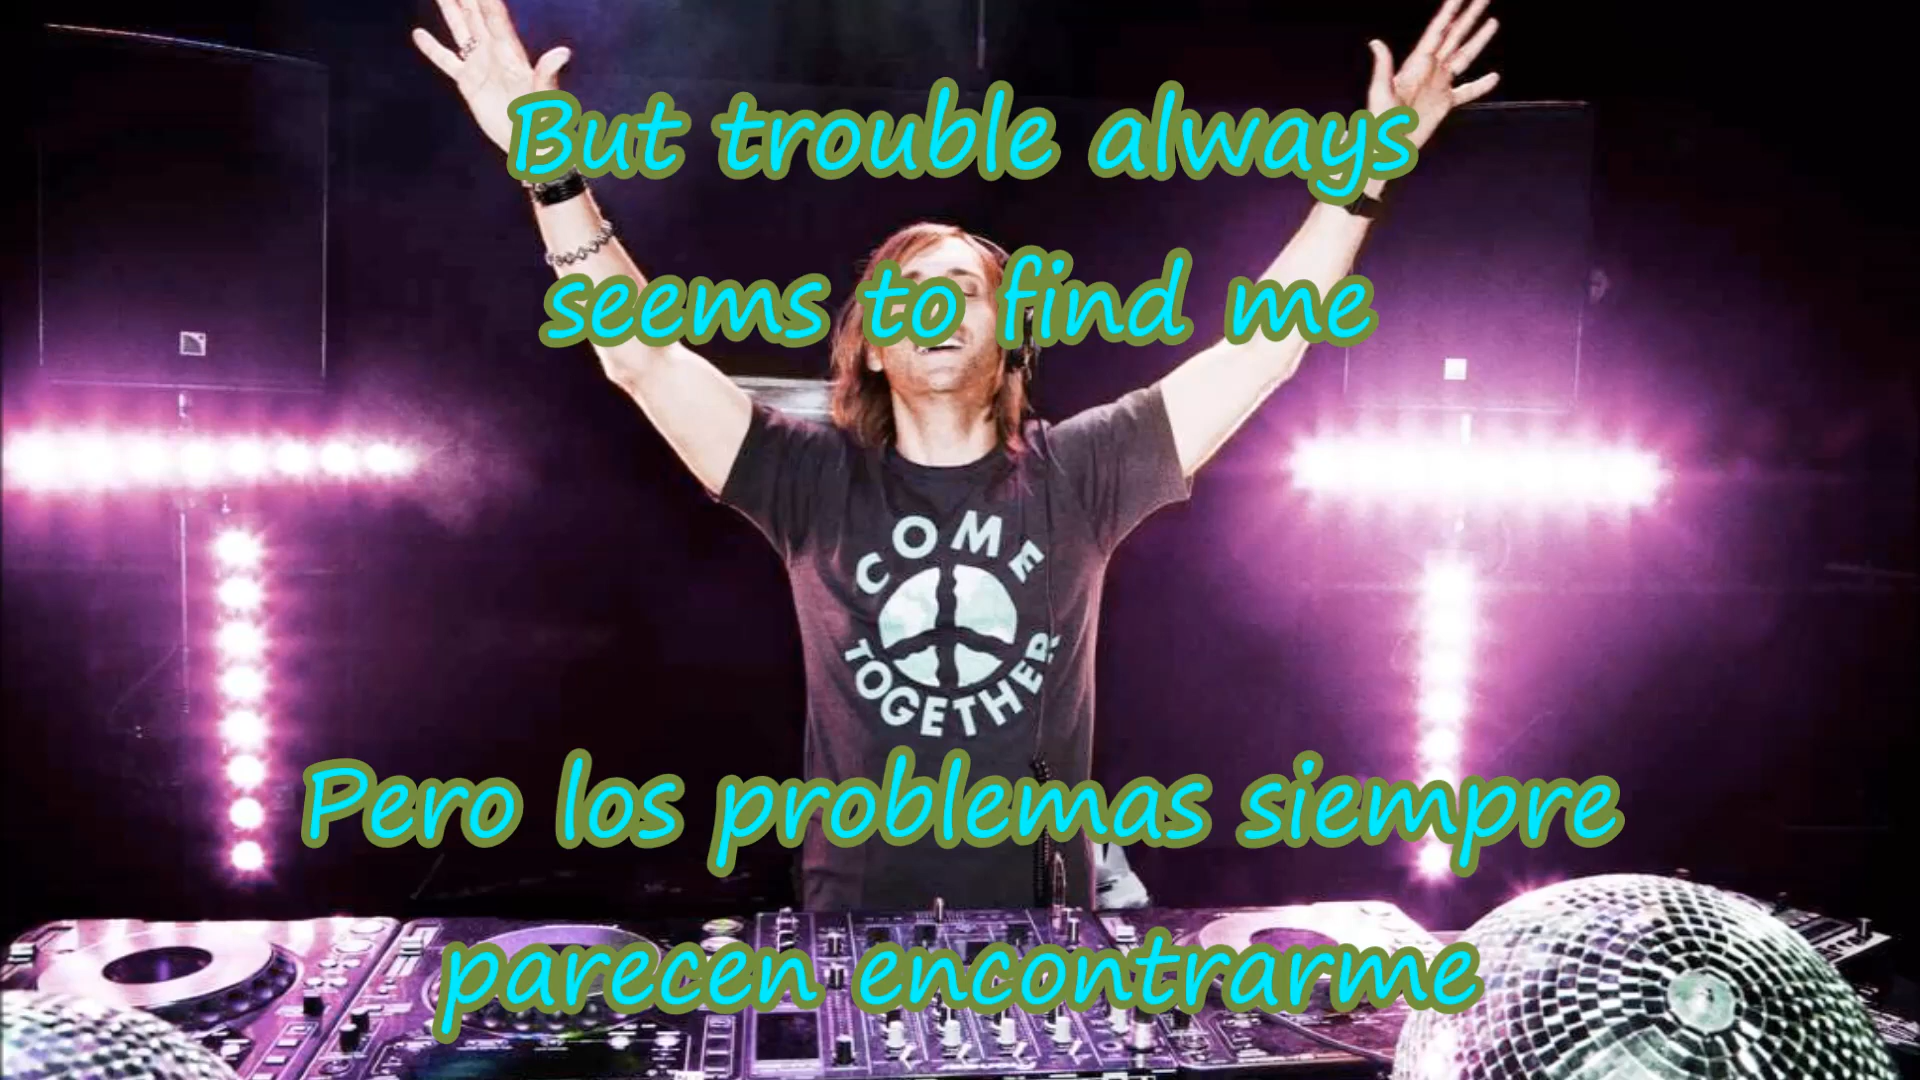 But trouble always
seems to find me
COME
TOGETHER
Pero los problemas siempre
parecen encontrarme